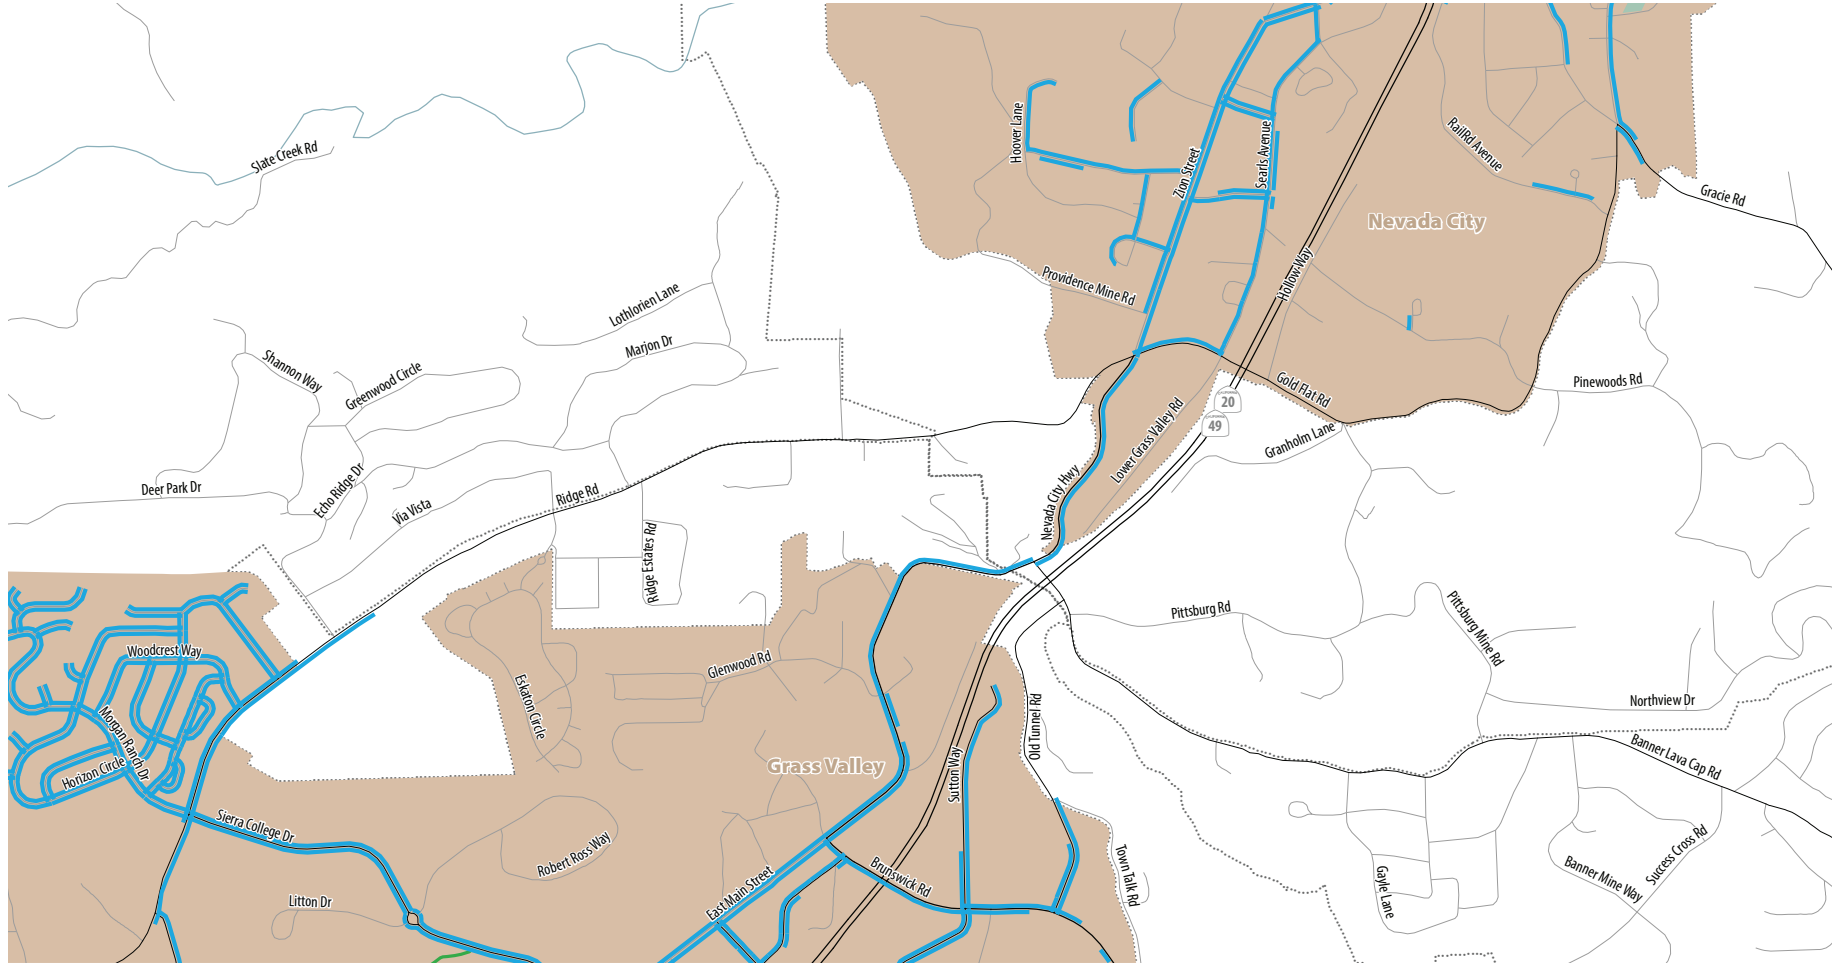 Slate Creek Rd
Hoover Lane
Zion Street
Searls Avenue
RailRd Avenue
Gracie Rd
Nevada City
Hollow Way
Providence Mine Rd
Lothlorien Lane
Marjon Dr
Shannon Way
Greenwood Circle
Pinewoods Rd
Gold Flat Rd
20
49
Lower Grass Valley Rd
Granholm Lane
Deer Park Dr
Echo Ridge Dr
Via Vista
Ridge Rd
Nevada City Hwy
Ridge Estates Rd
Pittsburg Rd
Pittsburg Mine Rd
Woodcrest Way
Glenwood Rd
Eskaton Circle
Northview Dr
Morgan Ranch Dr
Horizon Circle
Grass Valley
Sutton Way
Old Tunnel Rd
Banner Lava Cap Rd
Sierra College Dr
Robert Ross Way
East Main Street
Brunswick Rd
Town Talk Rd
Gayle Lane
Banner Mine Way
Success Cross Rd
Litton Dr